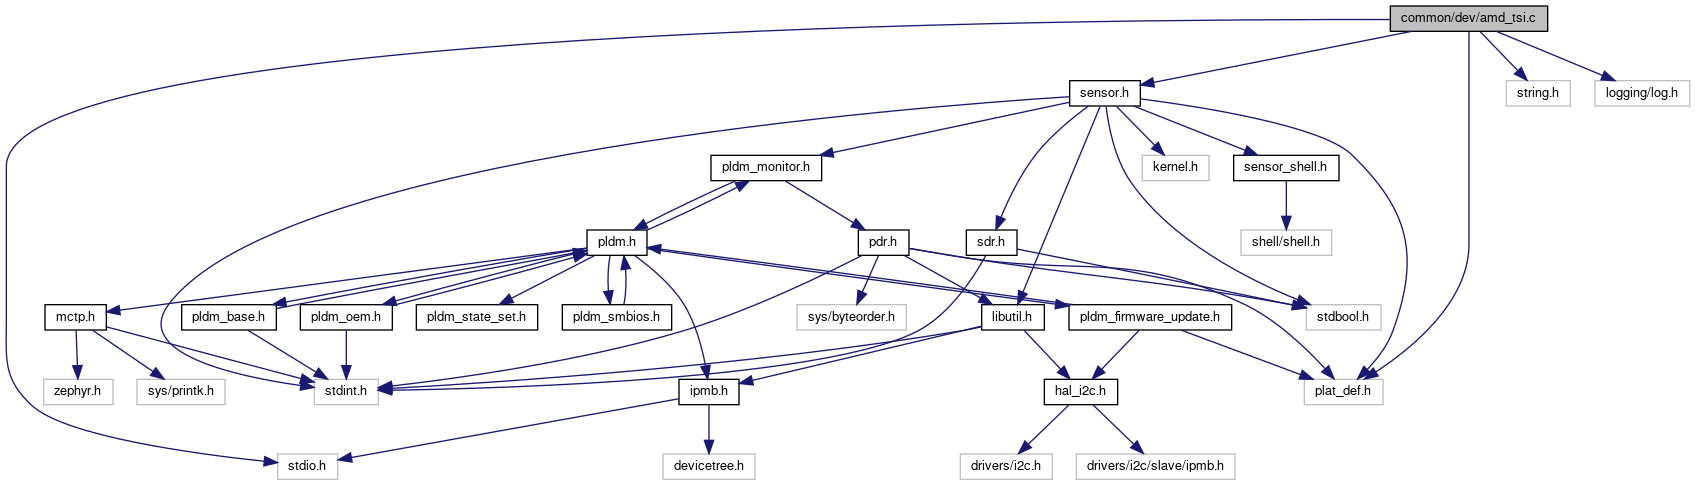 common/dev/amd_tsi.c
sensor.h
string.h
logging/log.h
pldm_monitor.h
kernel.h
sensor_shell.h
pldm.h
pdr.h
sdr.h
shell/shell.h
mctp.h
pldm_base.h
pldm_oem.h
pldm_state_set.h
pldm_smbios.h
sys/byteorder.h
libutil.h
pldm_firmware_update.h
stdbool.h
zephyr.h
sys/printk.h
stdint.h
ipmb.h
hal_i2c.h
plat_def.h
stdio.h
devicetree.h
drivers/i2c.h
drivers/i2c/slave/ipmb.h